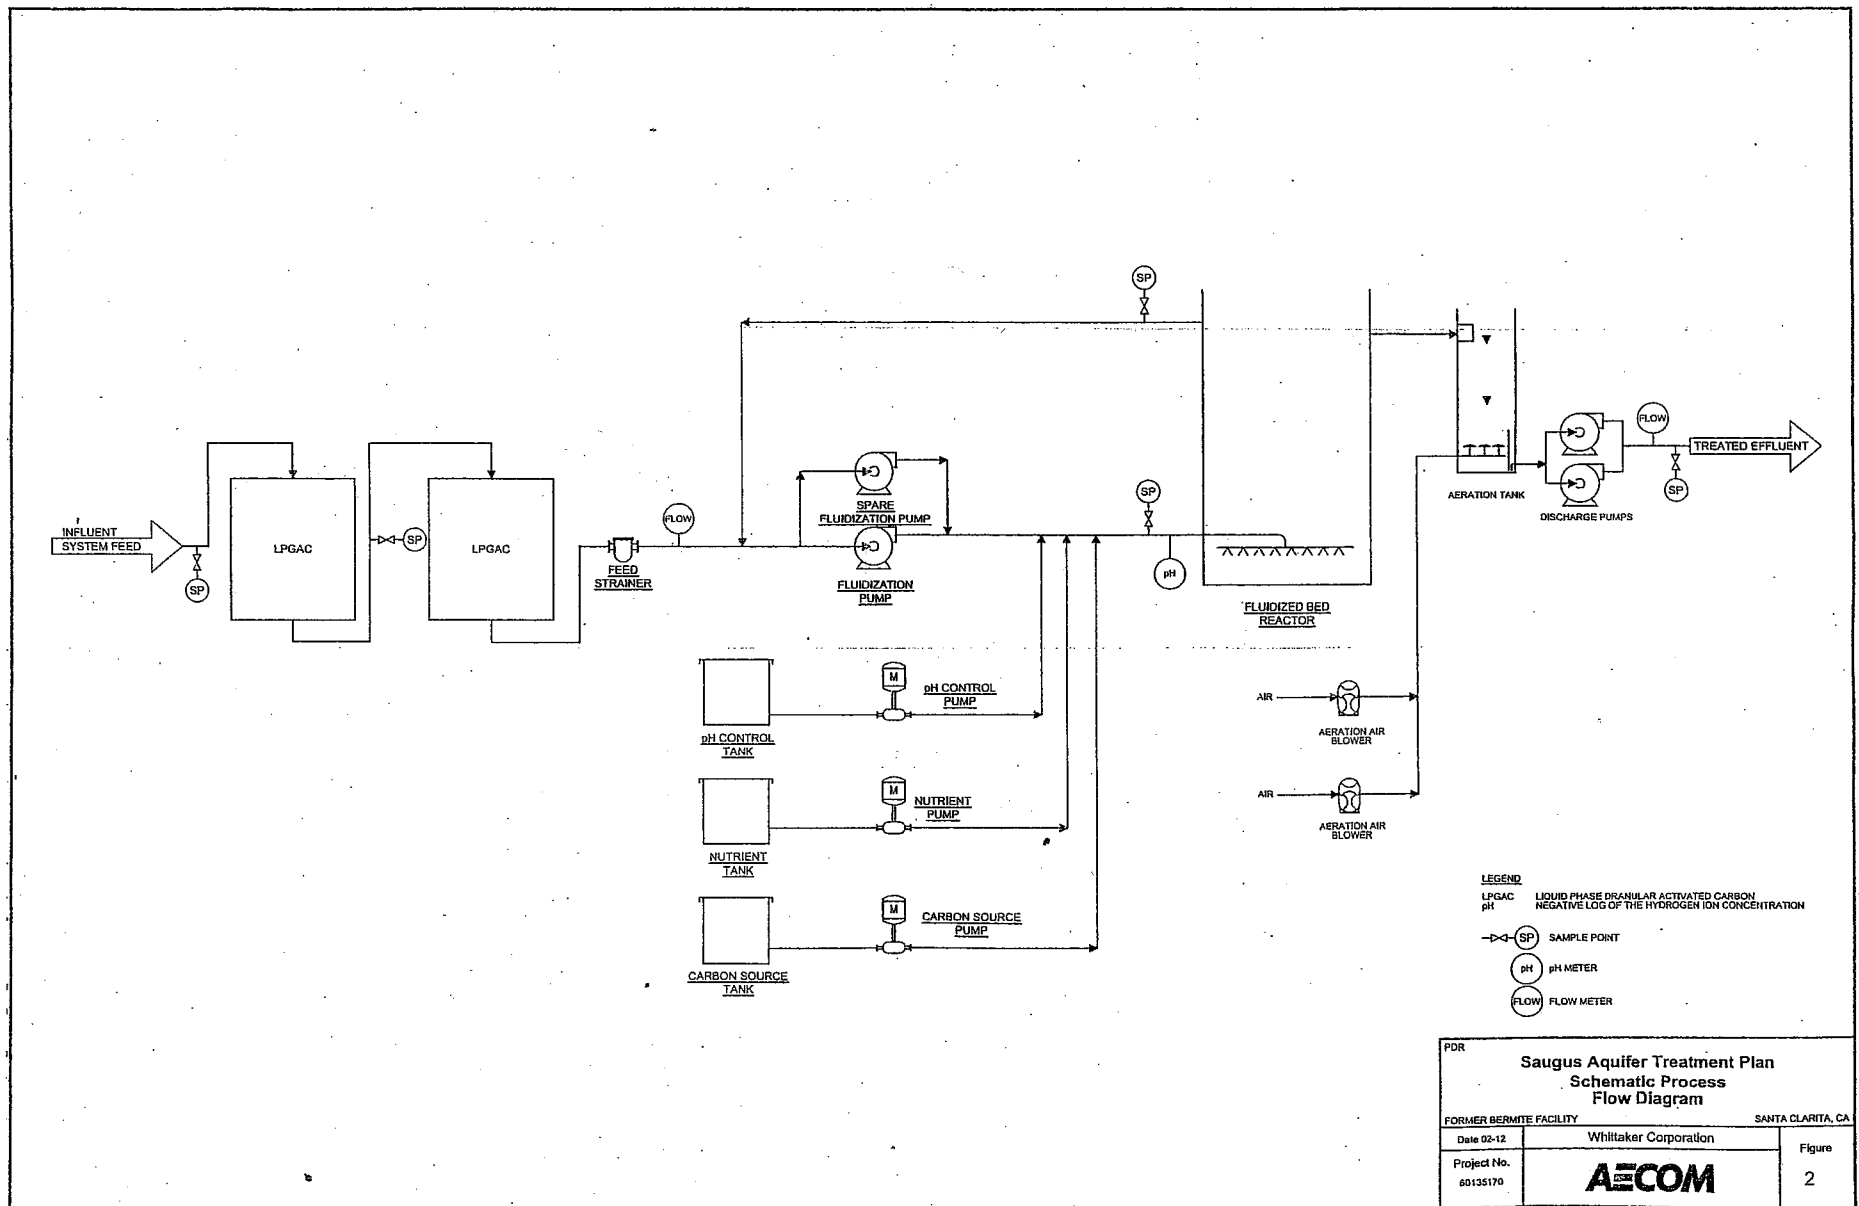 SP
SP
FLOW
TREATED EFFLUENT
SP
AERATION TANK
DISCHARGE PUMPS
INFLUENT
SYSTEM FEED
SP
LPGAC
SP
LPGAC
FEED
STRAINER
FLOW
SPARE
FLUIDIZATION PUMP
FLUIDIZATION
PUMP
pH
FLUIDIZED BED
REACTOR
M
pH CONTROL
PUMP
pH CONTROL
TANK
M
NUTRIENT
PUMP
NUTRIENT
TANK
M
CARBON SOURCE
PUMP
CARBON SOURCE
TANK
AIR
AERATION AIR
BLOWER
AIR
AERATION AIR
BLOWER
LEGEND
LPGAC LIQUID PHASE DRANULAR ACTIVATED CARBON
pH NEGATIVE LOG OF THE HYDROGEN ION CONCENTRATION
SP SAMPLE POINT
pH pH METER
FLOW FLOW METER
PDR
Saugus Aquifer Treatment Plan
Schematic Process
Flow Diagram
FORMER BERMITE FACILITY SANTA CLARITA, CA
Date 02-12 Whittaker Corporation
Figure
2
Project No.
60135170
AECOM